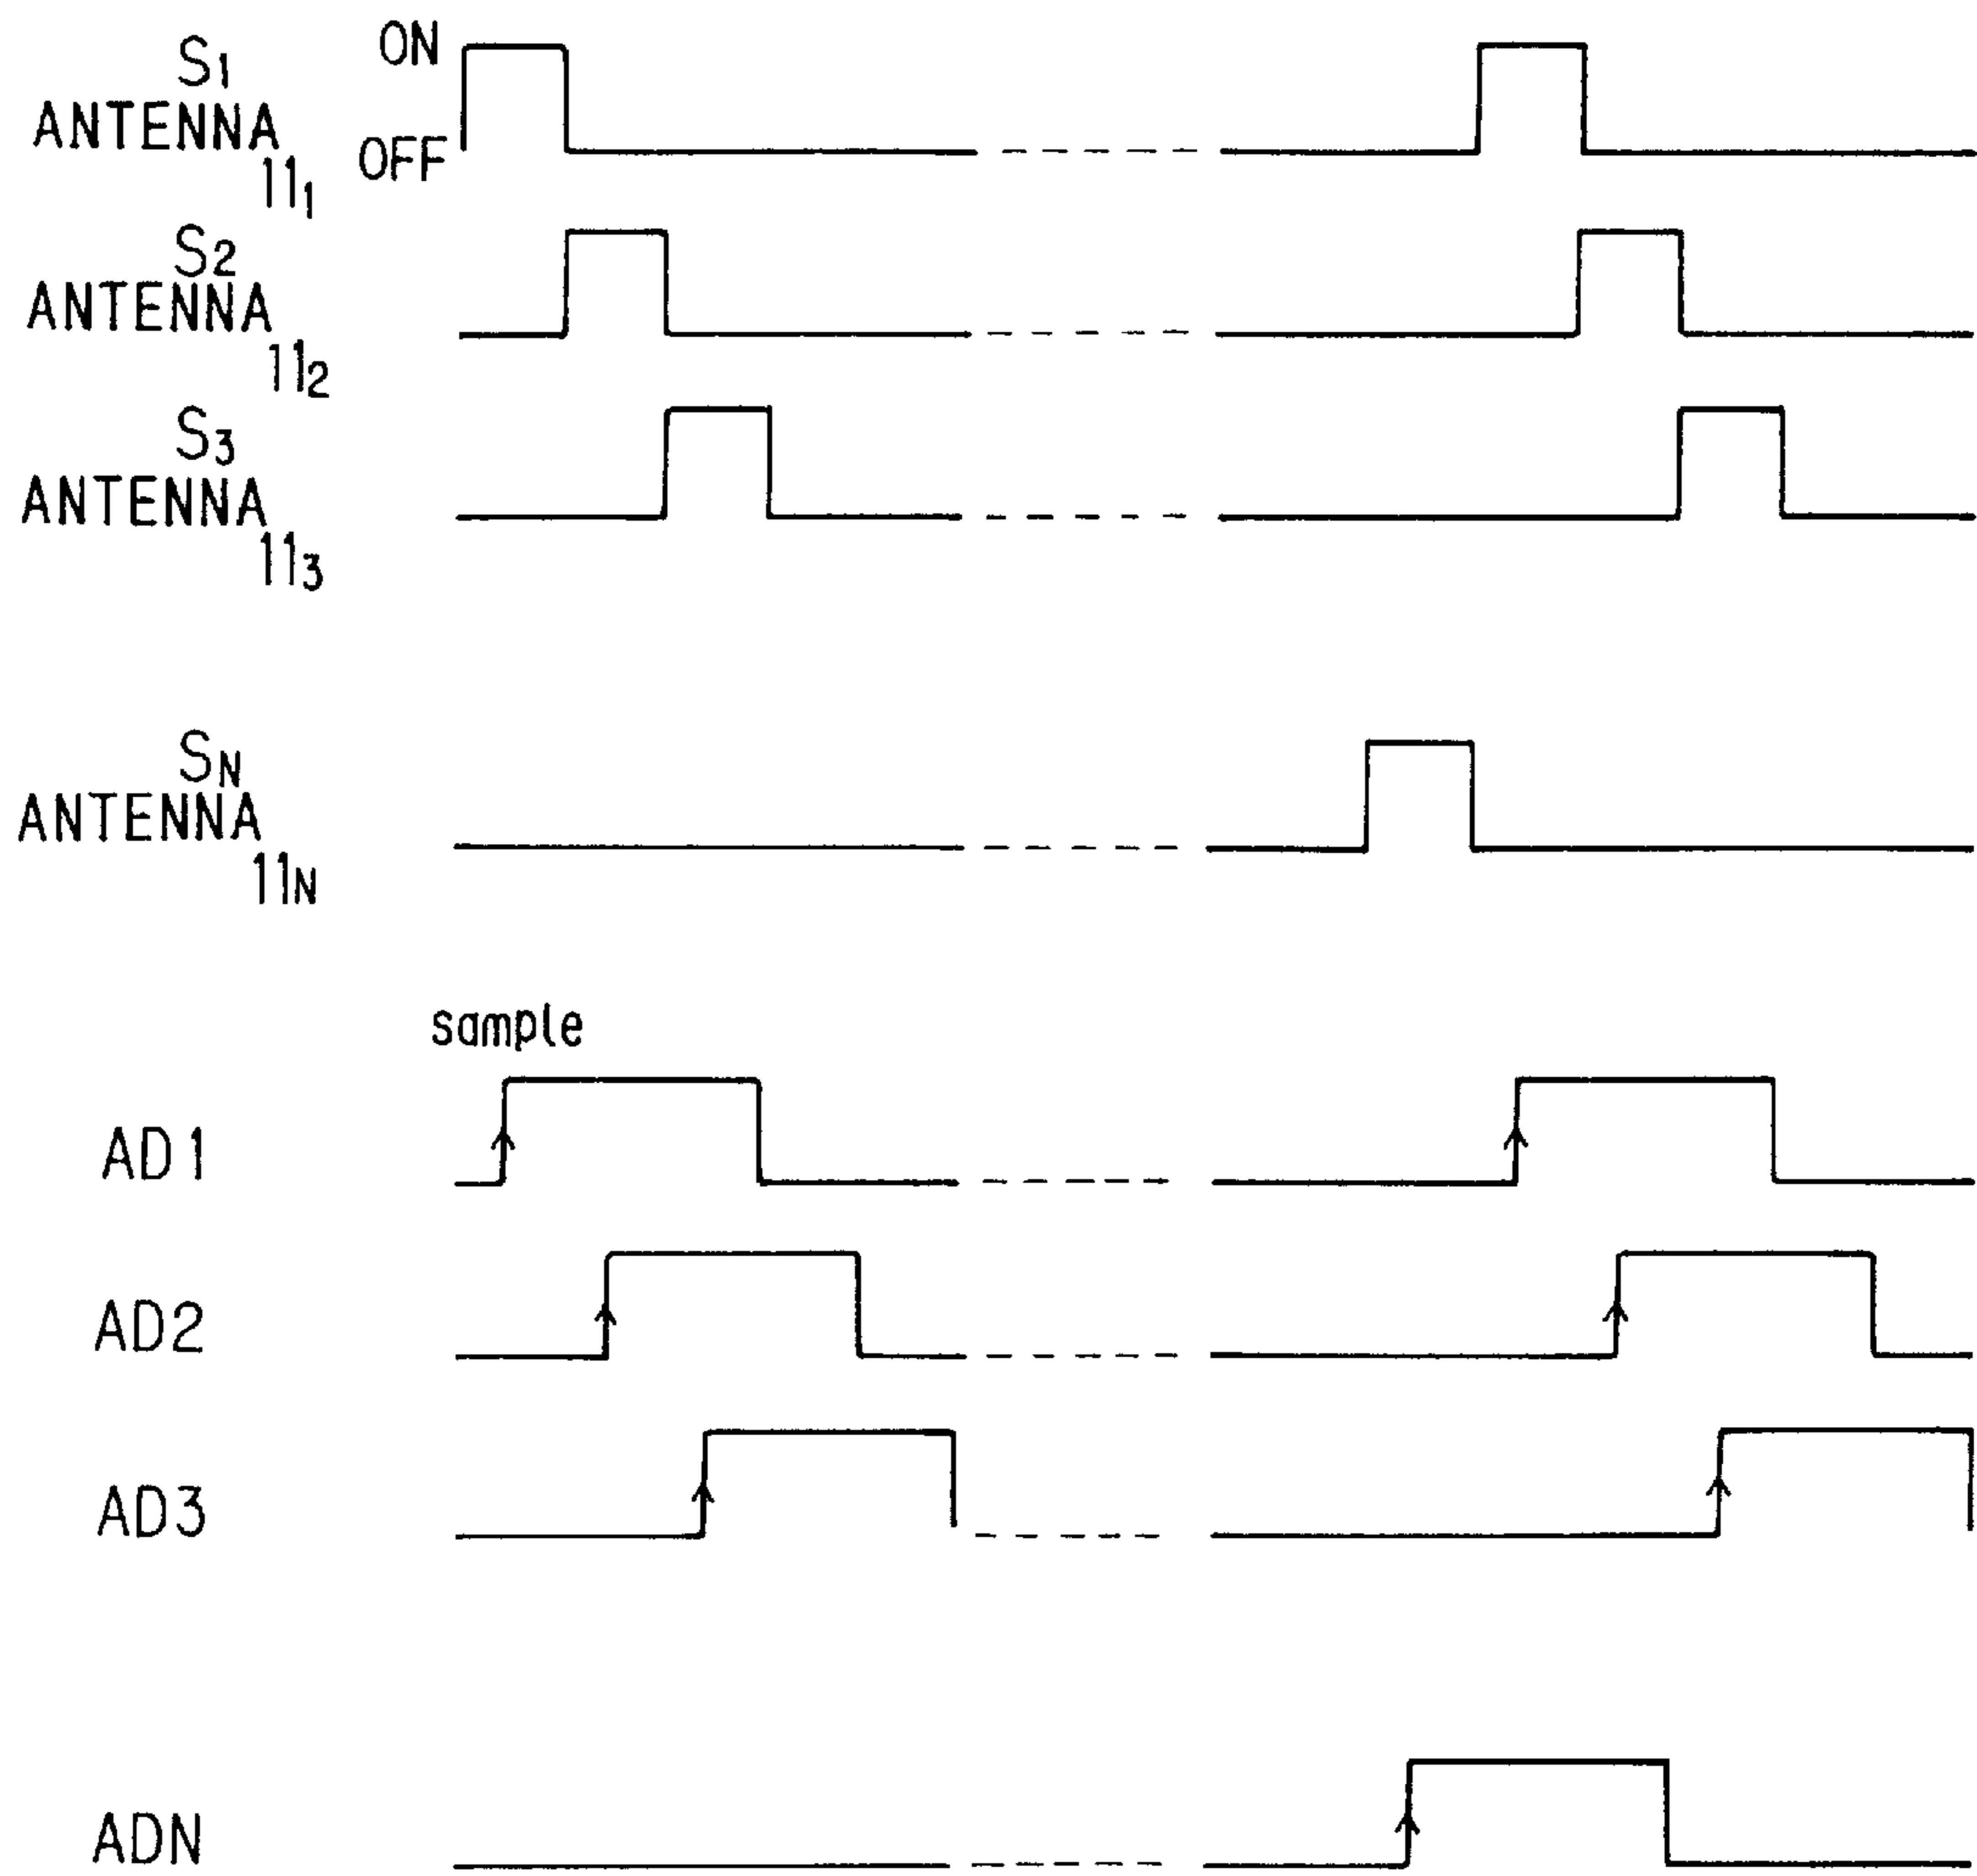 S1 ON
ANTENNA OFF
111
S2
ANTENNA
112
S3
ANTENNA
113
SN
ANTENNA
11N
sample
AD1
AD2
AD3
ADN